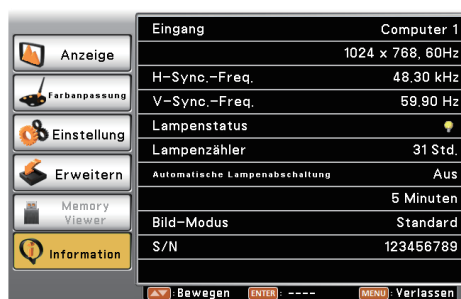 Anzeige
Farbanpassung
Einstellung
Erweitern
Memory
Viewer
Information
Eingang Computer 1
1024 x 768, 60Hz
H-Sync.-Freq. 48,30 kHz
V-Sync.-Freq. 59,90 Hz
Lampenstatus
Lampenzähler 31 Std.
Automatische Lampenabschaltung Aus
5 Minuten
Bild-Modus Standard
S/N 123456789
:Bewegen ENTER : ---- MENU : Verlassen